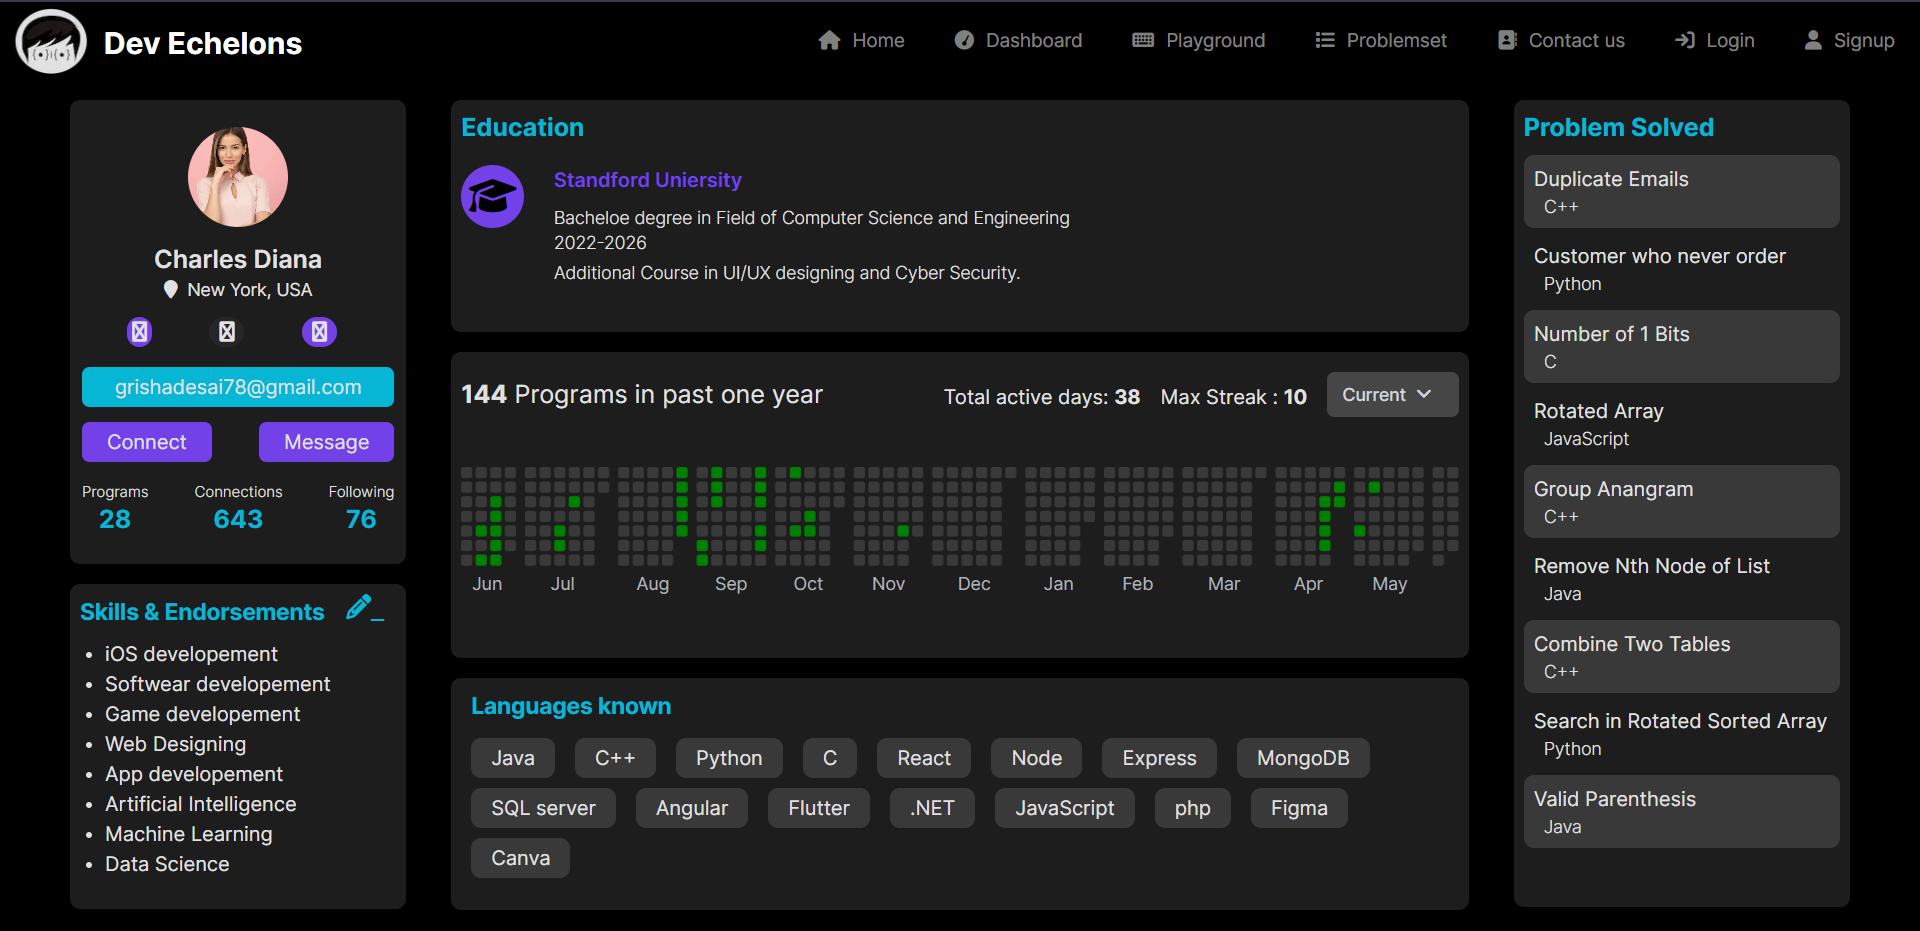 Dev Echelons
Home Dashboard Playground Problemset Contact us Login Signup
Charles Diana
New York, USA
grishadesai78@gmail.com
Connect Message
Programs Connections Following
28 643 76
Skills & Endorsements
iOS developement
Softwear developement
Game developement
Web Designing
App developement
Artificial Intelligence
Machine Learning
Data Science
Education
Standford Uniersity
Bacheloe degree in Field of Computer Science and Engineering
2022-2026
Additional Course in UI/UX designing and Cyber Security.
144 Programs in past one year Total active days: 38 Max Streak : 10 Current
Jun Jul Aug Sep Oct Nov Dec Jan Feb Mar Apr May
Languages known
Java C++ Python C React Node Express MongoDB
SQL server Angular Flutter .NET JavaScript php Figma
Canva
Problem Solved
Duplicate Emails
C++
Customer who never order
Python
Number of 1 Bits
C
Rotated Array
JavaScript
Group Anangram
C++
Remove Nth Node of List
Java
Combine Two Tables
C++
Search in Rotated Sorted Array
Python
Valid Parenthesis
Java